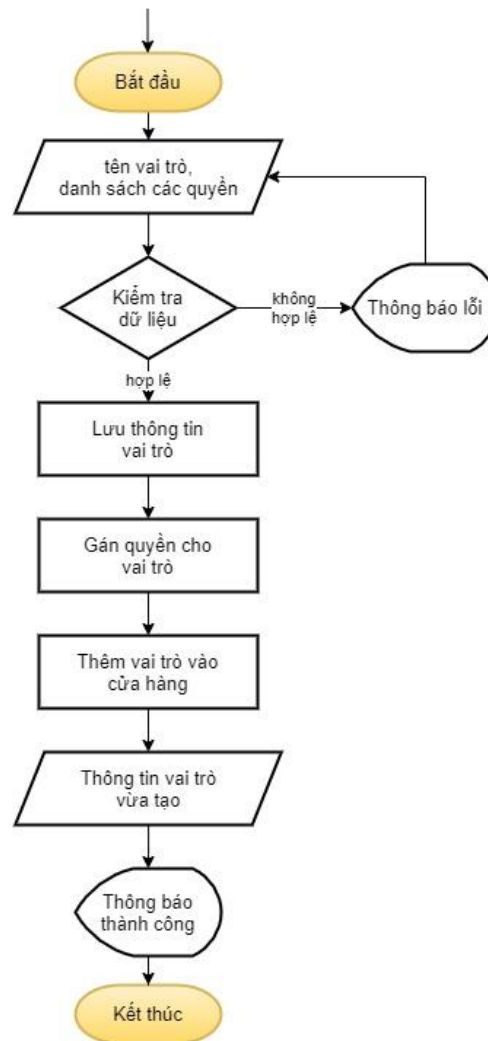 Bắt đầu
tên vai trò,
danh sách các quyền
Kiểm tra
dữ liệu
không
hợp lệ
Thông báo lỗi
hợp lệ
Lưu thông tin
vai trò
Gán quyền cho
vai trò
Thêm vai trò vào
cửa hàng
Thông tin vai trò
vừa tạo
Thông báo
thành công
Kết thúc